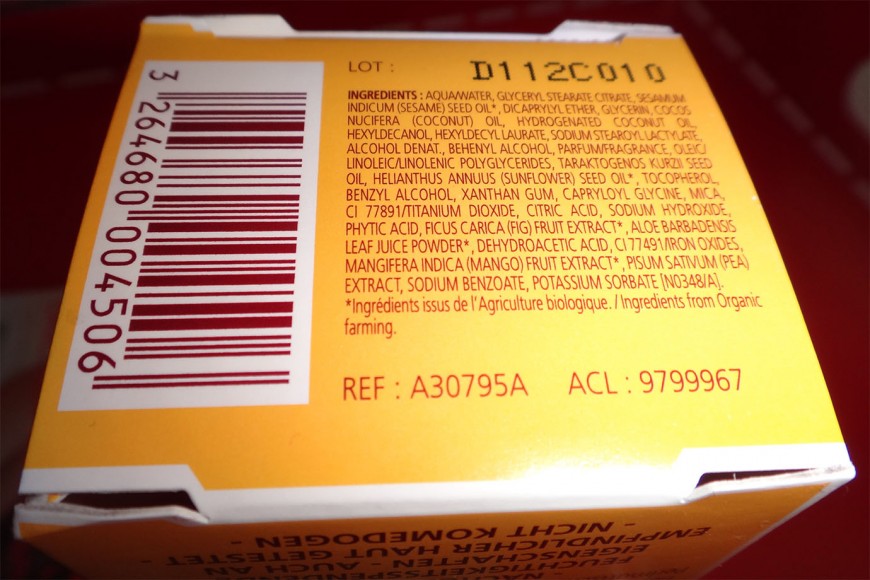 LOT :
D112C010
INGREDIENTS : AQUA/WATER, GLYCERYL STEARATE CITRATE, SESAMUM
INDICUM (SESAME) SEED OIL*, DICAPRYLYL ETHER, GLYCERIN, COCOS
NUCIFERA (COCONUT) OIL, HYDROGENATED COCONUT OIL,
HEXYLDECANOL, HEXYLDECYL LAURATE, SODIUM STEAROYL LACTYLATE,
ALCOHOL DENAT., BEHENYL ALCOHOL, PARFUM/FRAGRANCE, OLEIC/
LINOLEIC/LINOLENIC POLYGLYCERIDES, TARAKTOGENOS KURZII SEED
OIL, HELIANTHUS ANNUUS (SUNFLOWER) SEED OIL*, TOCOPHEROL,
BENZYL ALCOHOL, XANTHAN GUM, CAPRYLOYL GLYCINE, MICA,
CI 77891/TITANIUM DIOXIDE, CITRIC ACID, SODIUM HYDROXIDE,
PHYTIC ACID, FICUS CARICA (FIG) FRUIT EXTRACT*, ALOE BARBADENSIS
LEAF JUICE POWDER*, DEHYDROACETIC ACID, CI 77491/IRON OXIDES,
MANGIFERA INDICA (MANGO) FRUIT EXTRACT*, PISUM SATIVUM (PEA)
EXTRACT, SODIUM BENZOATE, POTASSIUM SORBATE [N0348/A].
*Ingrédients issus de l'Agriculture biologique. / Ingredients from Organic
farming.
REF : A30795A ACL : 9799967
3 264680 004506
EIGENSCHAFTEN - AUCH AN
EMPFINDLICHER HAUT GETESTET -
- NICHT KOMEDOGEN -